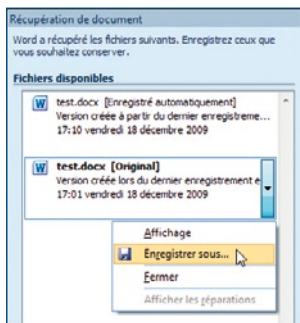 Récupération de document
Word a récupéré les fichiers suivants. Enregistrez ceux que
vous souhaitez conserver.
Fichiers disponibles
test.docx [Enregistré automatiquement]
Version créée à partir du dernier enregistreme...
17:10 vendredi 18 décembre 2009
test.docx [Original]
Version créée lors du dernier enregistrement e
17:01 vendredi 18 décembre 2009
Affichage
Enregistrer sous...
Fermer
Afficher les réparations